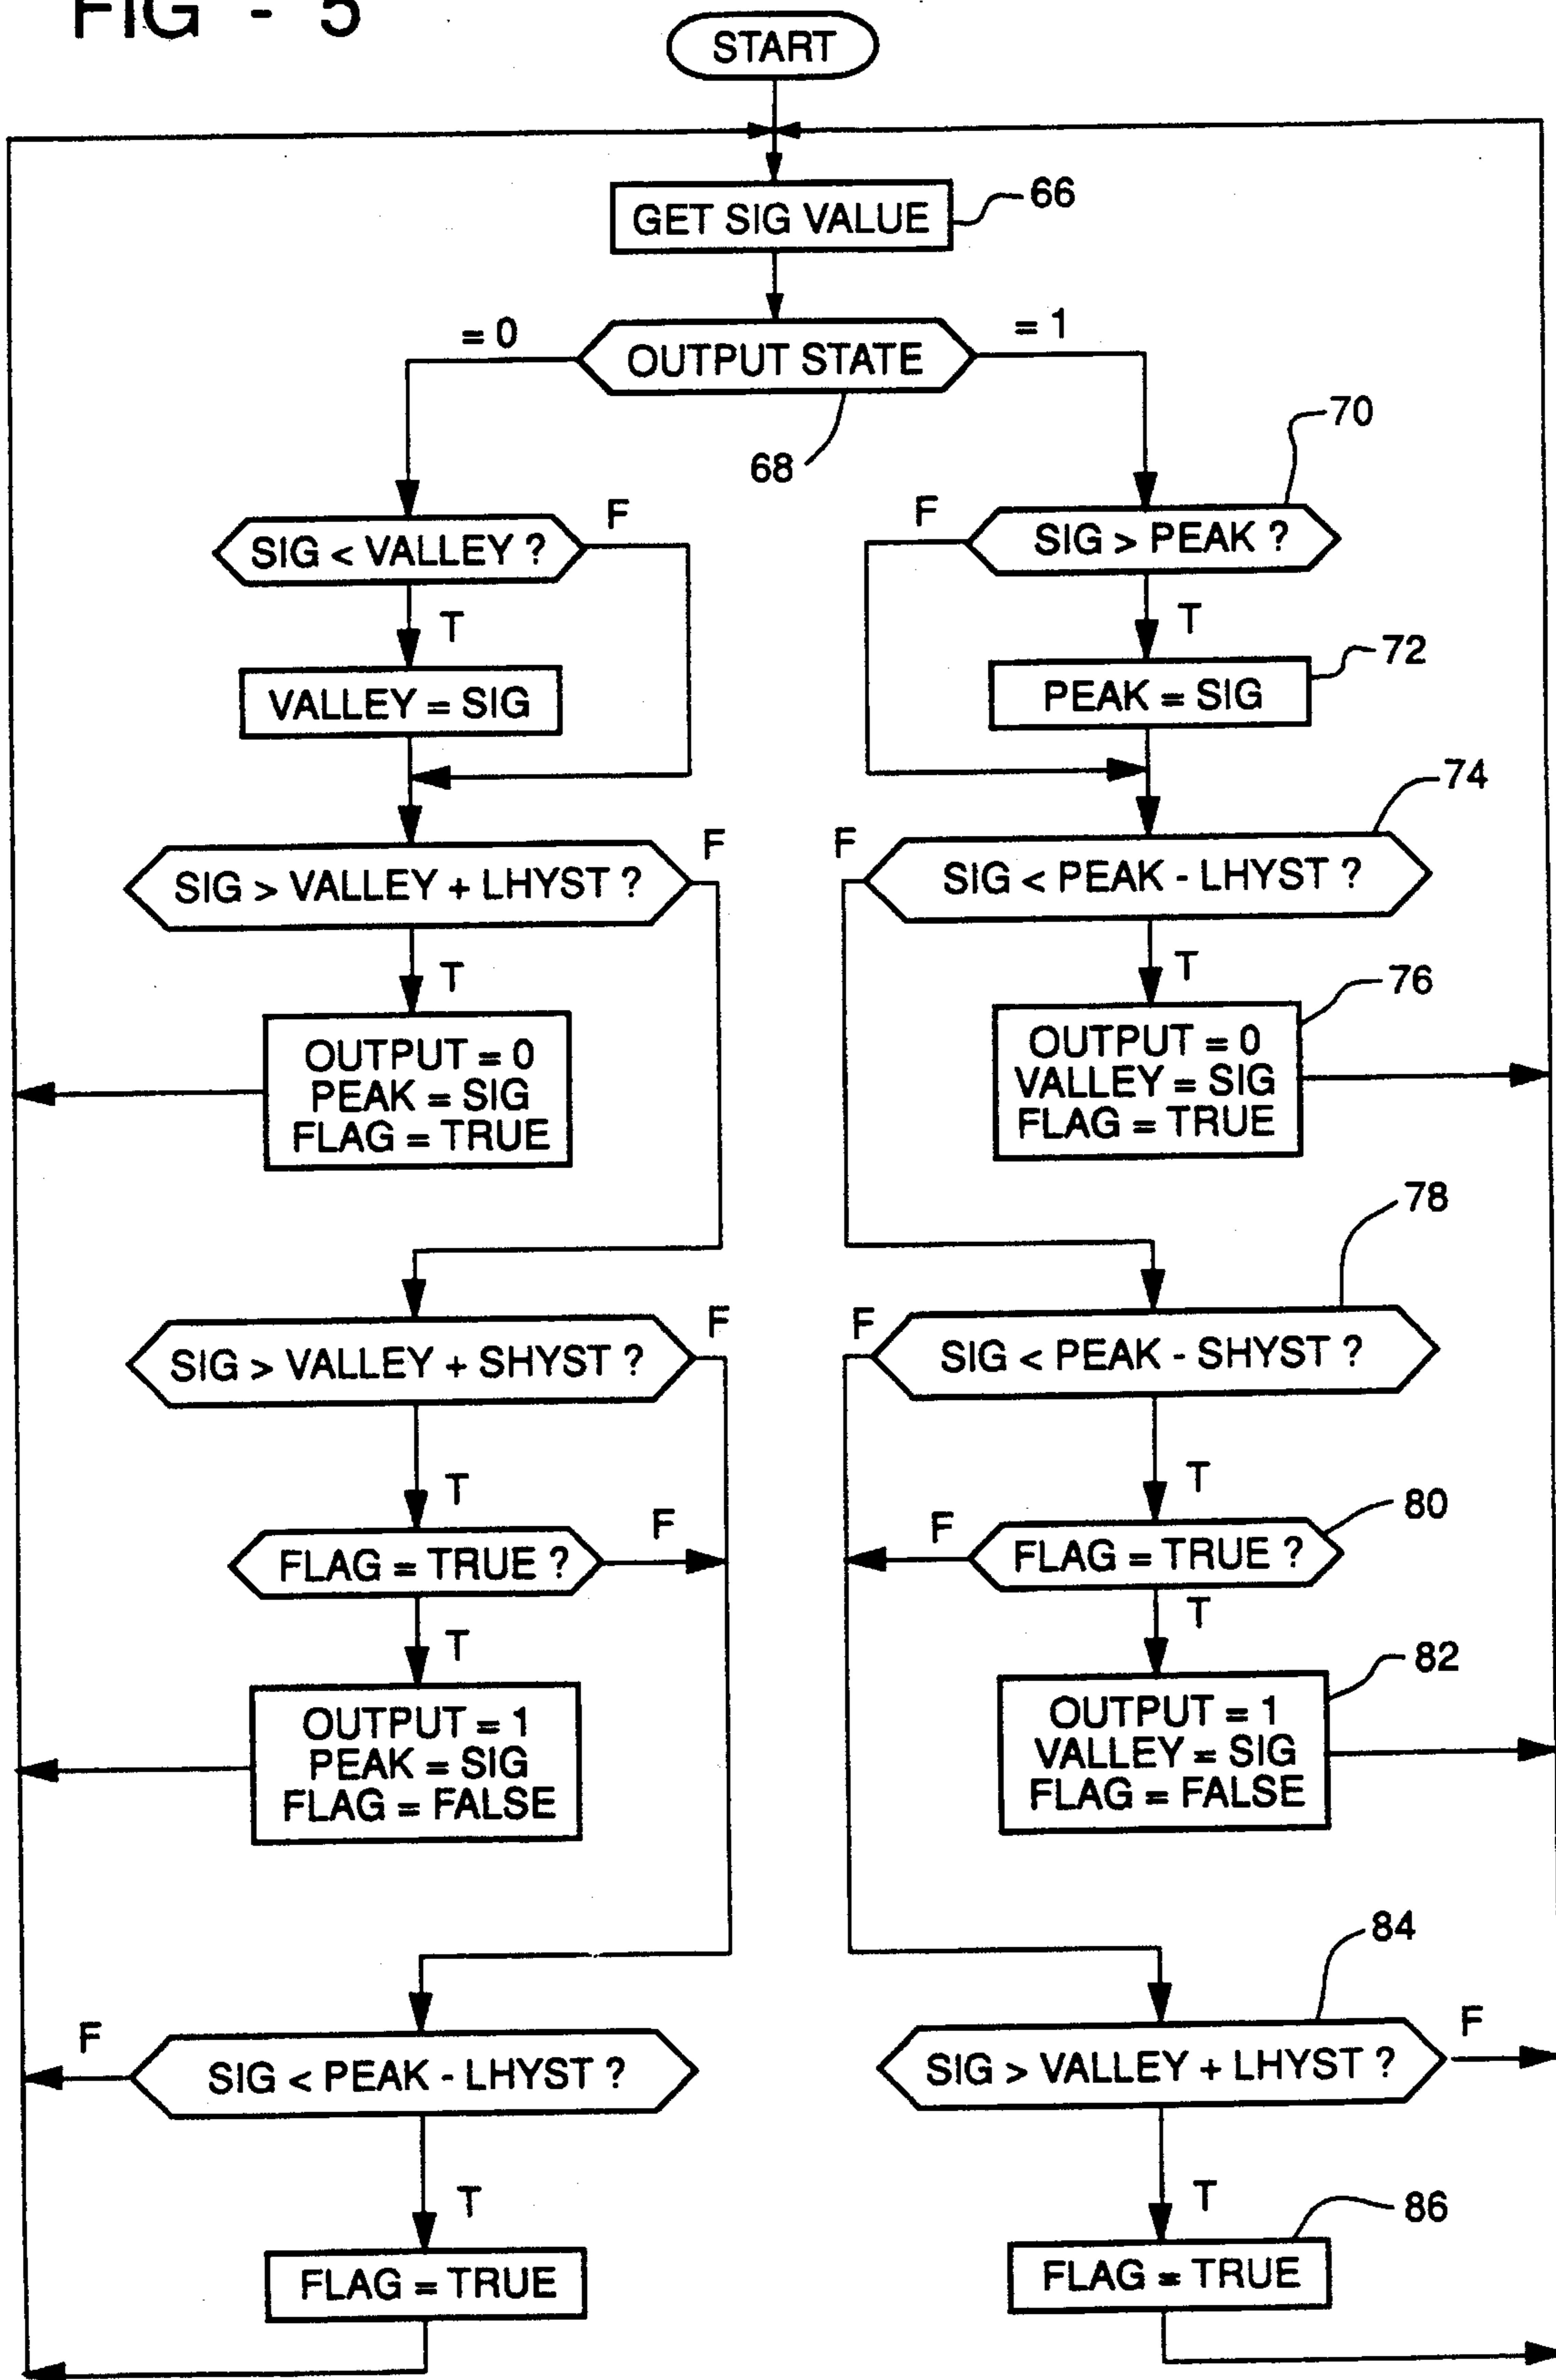 FIG - 5
START
GET SIG VALUE
66
= 0
OUTPUT STATE
= 1
68
70
SIG < VALLEY ?
F
F
SIG > PEAK ?
T
T
VALLEY = SIG
PEAK = SIG
72
74
SIG > VALLEY + LHYST ?
F
F
SIG < PEAK - LHYST ?
T
T
76
OUTPUT = 0
PEAK = SIG
FLAG = TRUE
OUTPUT = 0
VALLEY = SIG
FLAG = TRUE
78
SIG > VALLEY + SHYST ?
F
F
SIG < PEAK - SHYST ?
T
T
80
FLAG = TRUE ?
F
F
FLAG = TRUE ?
T
T
82
OUTPUT = 1
PEAK = SIG
FLAG = FALSE
OUTPUT = 1
VALLEY = SIG
FLAG = FALSE
84
F
SIG < PEAK - LHYST ?
SIG > VALLEY + LHYST ?
F
T
T
86
FLAG = TRUE
FLAG = TRUE